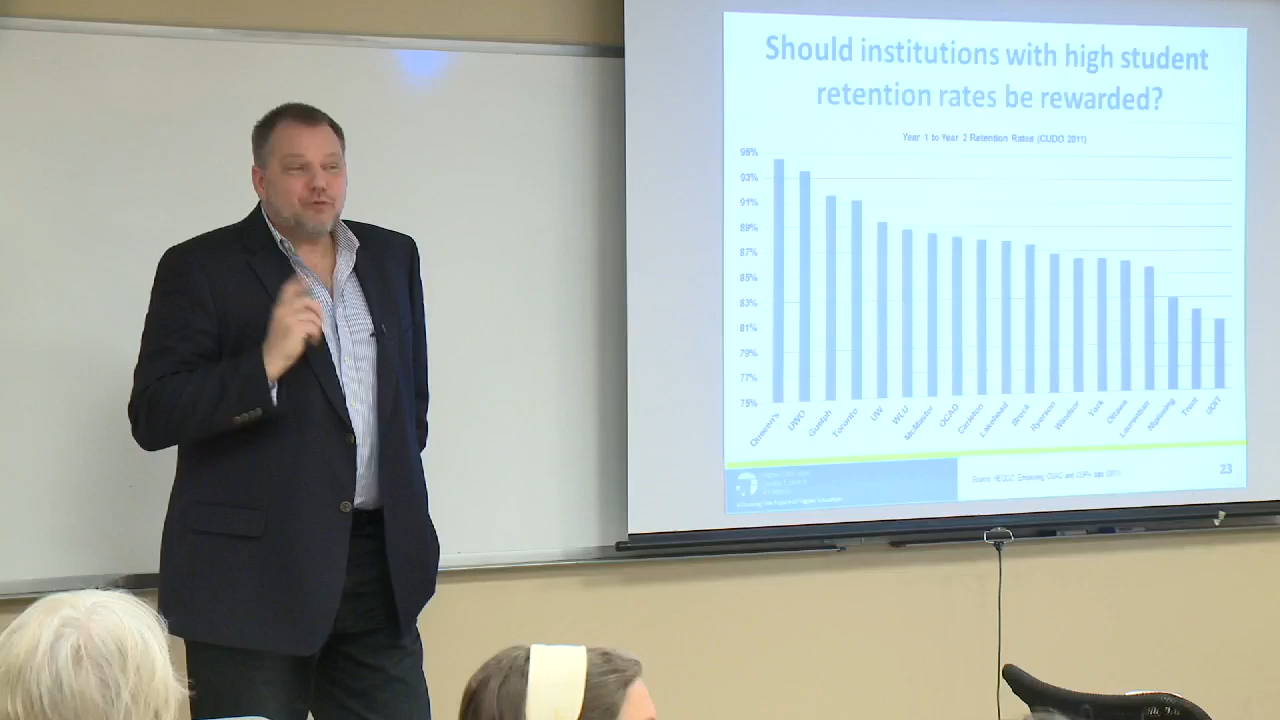 Should institutions with high student
retention rates be rewarded?
Year 1 to Year 2 Retention Rates (CUDO 2011)
93%
91%
89%
87%
85%
83%
81%
79%
77%
75%
Queen's
UWO
Guelph
Toronto
UW
WLU
McMaster
OCAD
Carleton
Lakehead
Brock
Ryerson
Windsor
York
Ottawa
Laurentian
Nipissing
Trent
UOIT
23